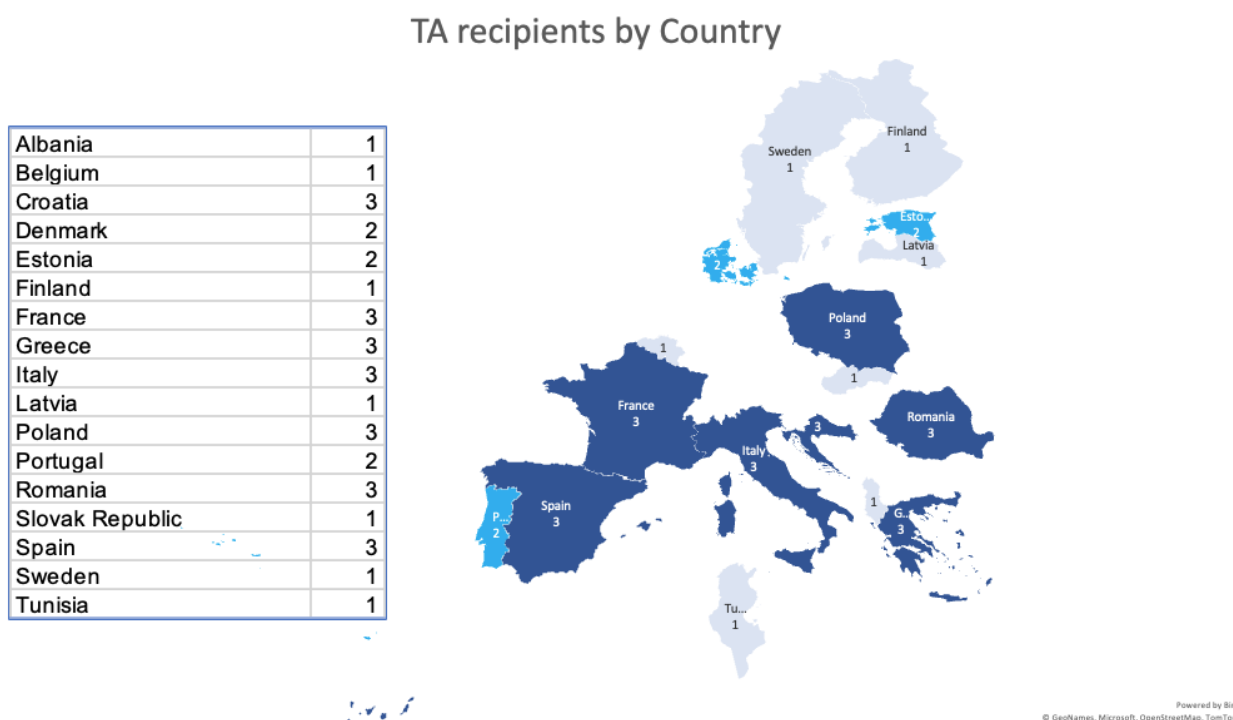 TA recipients by Country
Albania 1
Belgium 1
Croatia 3
Denmark 2
Estonia 2
Finland 1
France 3
Greece 3
Italy 3
Latvia 1
Poland 3
Portugal 2
Romania 3
Slovak Republic 1
Spain 3
Sweden 1
Tunisia 1
Finland
1
Sweden
1
Esto...
2
Latvia
1
2
Poland
3
1
1
France
3
Romania
3
3
Italy
3
1
Spain
3
P...
2
G...
3
Tu...
1
Powered by Bin
© GeoNames, Microsoft, OpenStreetMap, TomTo